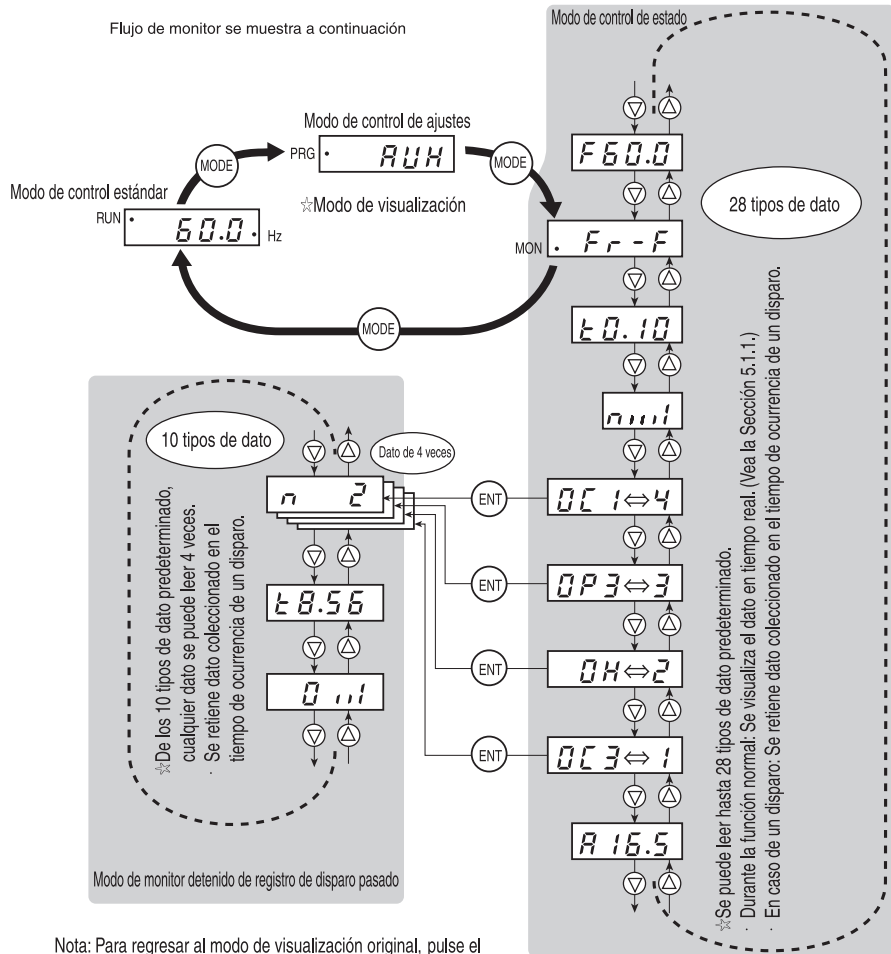 Flujo de monitor se muestra a continuación
Modo de control de estado
Modo de control de ajustes
MODE
PRG
AUH
MODE
Modo de control estándar
RUN
60.0
Hz
☆Modo de visualización
MODE
F60.0
MON
Fr-F
t0.10
28 tipos de dato
OC1⇔4
OP3⇔3
OH⇔2
OC3⇔1
A16.5
ENT
ENT
ENT
ENT
☆Se puede leer hasta 28 tipos de dato predeterminado.
· Durante la función normal: Se visualiza el dato en tiempo real. (Vea la Sección 5.1.1.)
· En caso de un disparo: Se retiene dato coleccionado en el tiempo de ocurrencia de un disparo.
10 tipos de dato
Dato de 4 veces
n 2
t8.56
☆De los 10 tipos de dato predeterminado,
cualquier dato se puede leer 4 veces.
· Se retiene dato coleccionado en el
tiempo de ocurrencia de un disparo.
Modo de monitor detenido de registro de disparo pasado
Nota: Para regresar al modo de visualización original, pulse el